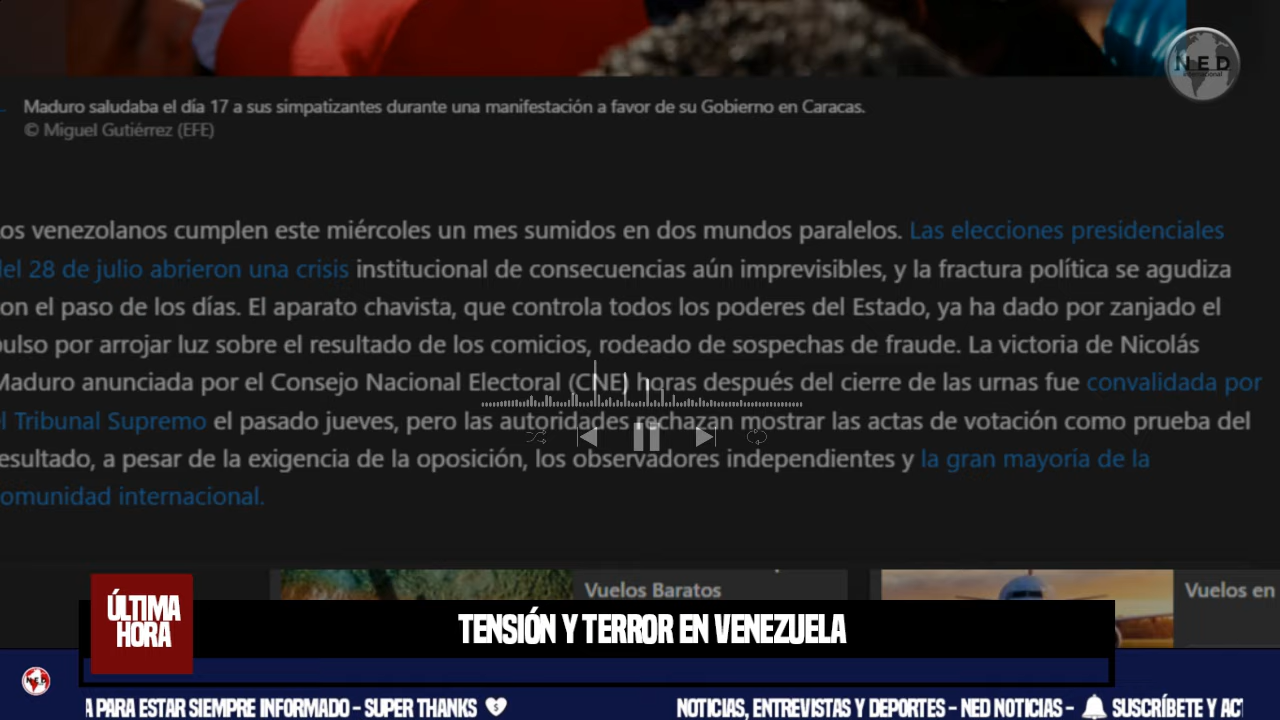 NED
internacional
Maduro saludaba el día 17 a sus simpatizantes durante una manifestación a favor de su Gobierno en Caracas.
© Miguel Gutiérrez (EFE)
os venezolanos cumplen este miércoles un mes sumidos en dos mundos paralelos. Las elecciones presidenciales
el 28 de julio abrieron una crisis institucional de consecuencias aún imprevisibles, y la fractura política se agudiza
on el paso de los días. El aparato chavista, que controla todos los poderes del Estado, ya ha dado por zanjado el
pulso por arrojar luz sobre el resultado de los comicios, rodeado de sospechas de fraude. La victoria de Nicolás
Maduro anunciada por el Consejo Nacional Electoral (CNE) horas después del cierre de las urnas fue convalidada por
l Tribunal Supremo el pasado jueves, pero las autoridades rechazan mostrar las actas de votación como prueba del
esultado, a pesar de la exigencia de la oposición, los observadores independientes y la gran mayoría de la
omunidad internacional.
Vuelos Baratos
Vuelos en
ÚLTIMA
HORA
TENSIÓN Y TERROR EN VENEZUELA
NED
A PARA ESTAR SIEMPRE INFORMADO - SUPER THANKS
NOTICIAS, ENTREVISTAS Y DEPORTES - NED NOTICIAS - SUSCRÍBETE Y ACT